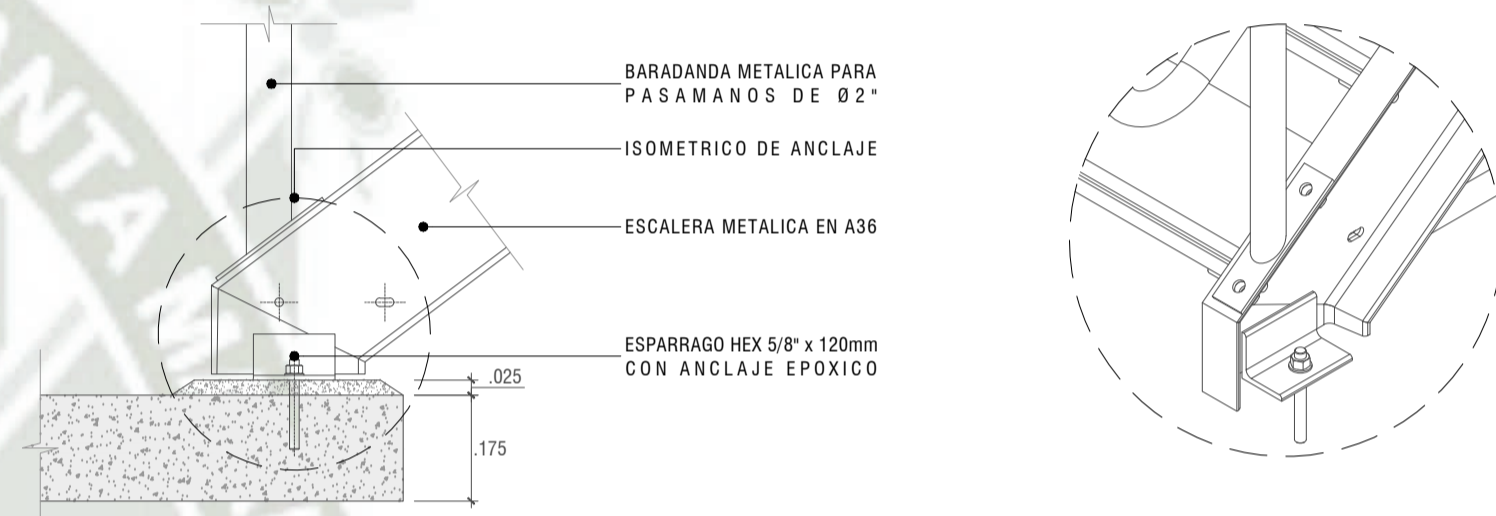 BARADANDA METALICA PARA
PASAMANOS DE Ø2"
ISOMETRICO DE ANCLAJE
ESCALERA METALICA EN A36
ESPARRAGO HEX 5/8" x 120mm
CON ANCLAJE EPOXICO
.025
.175